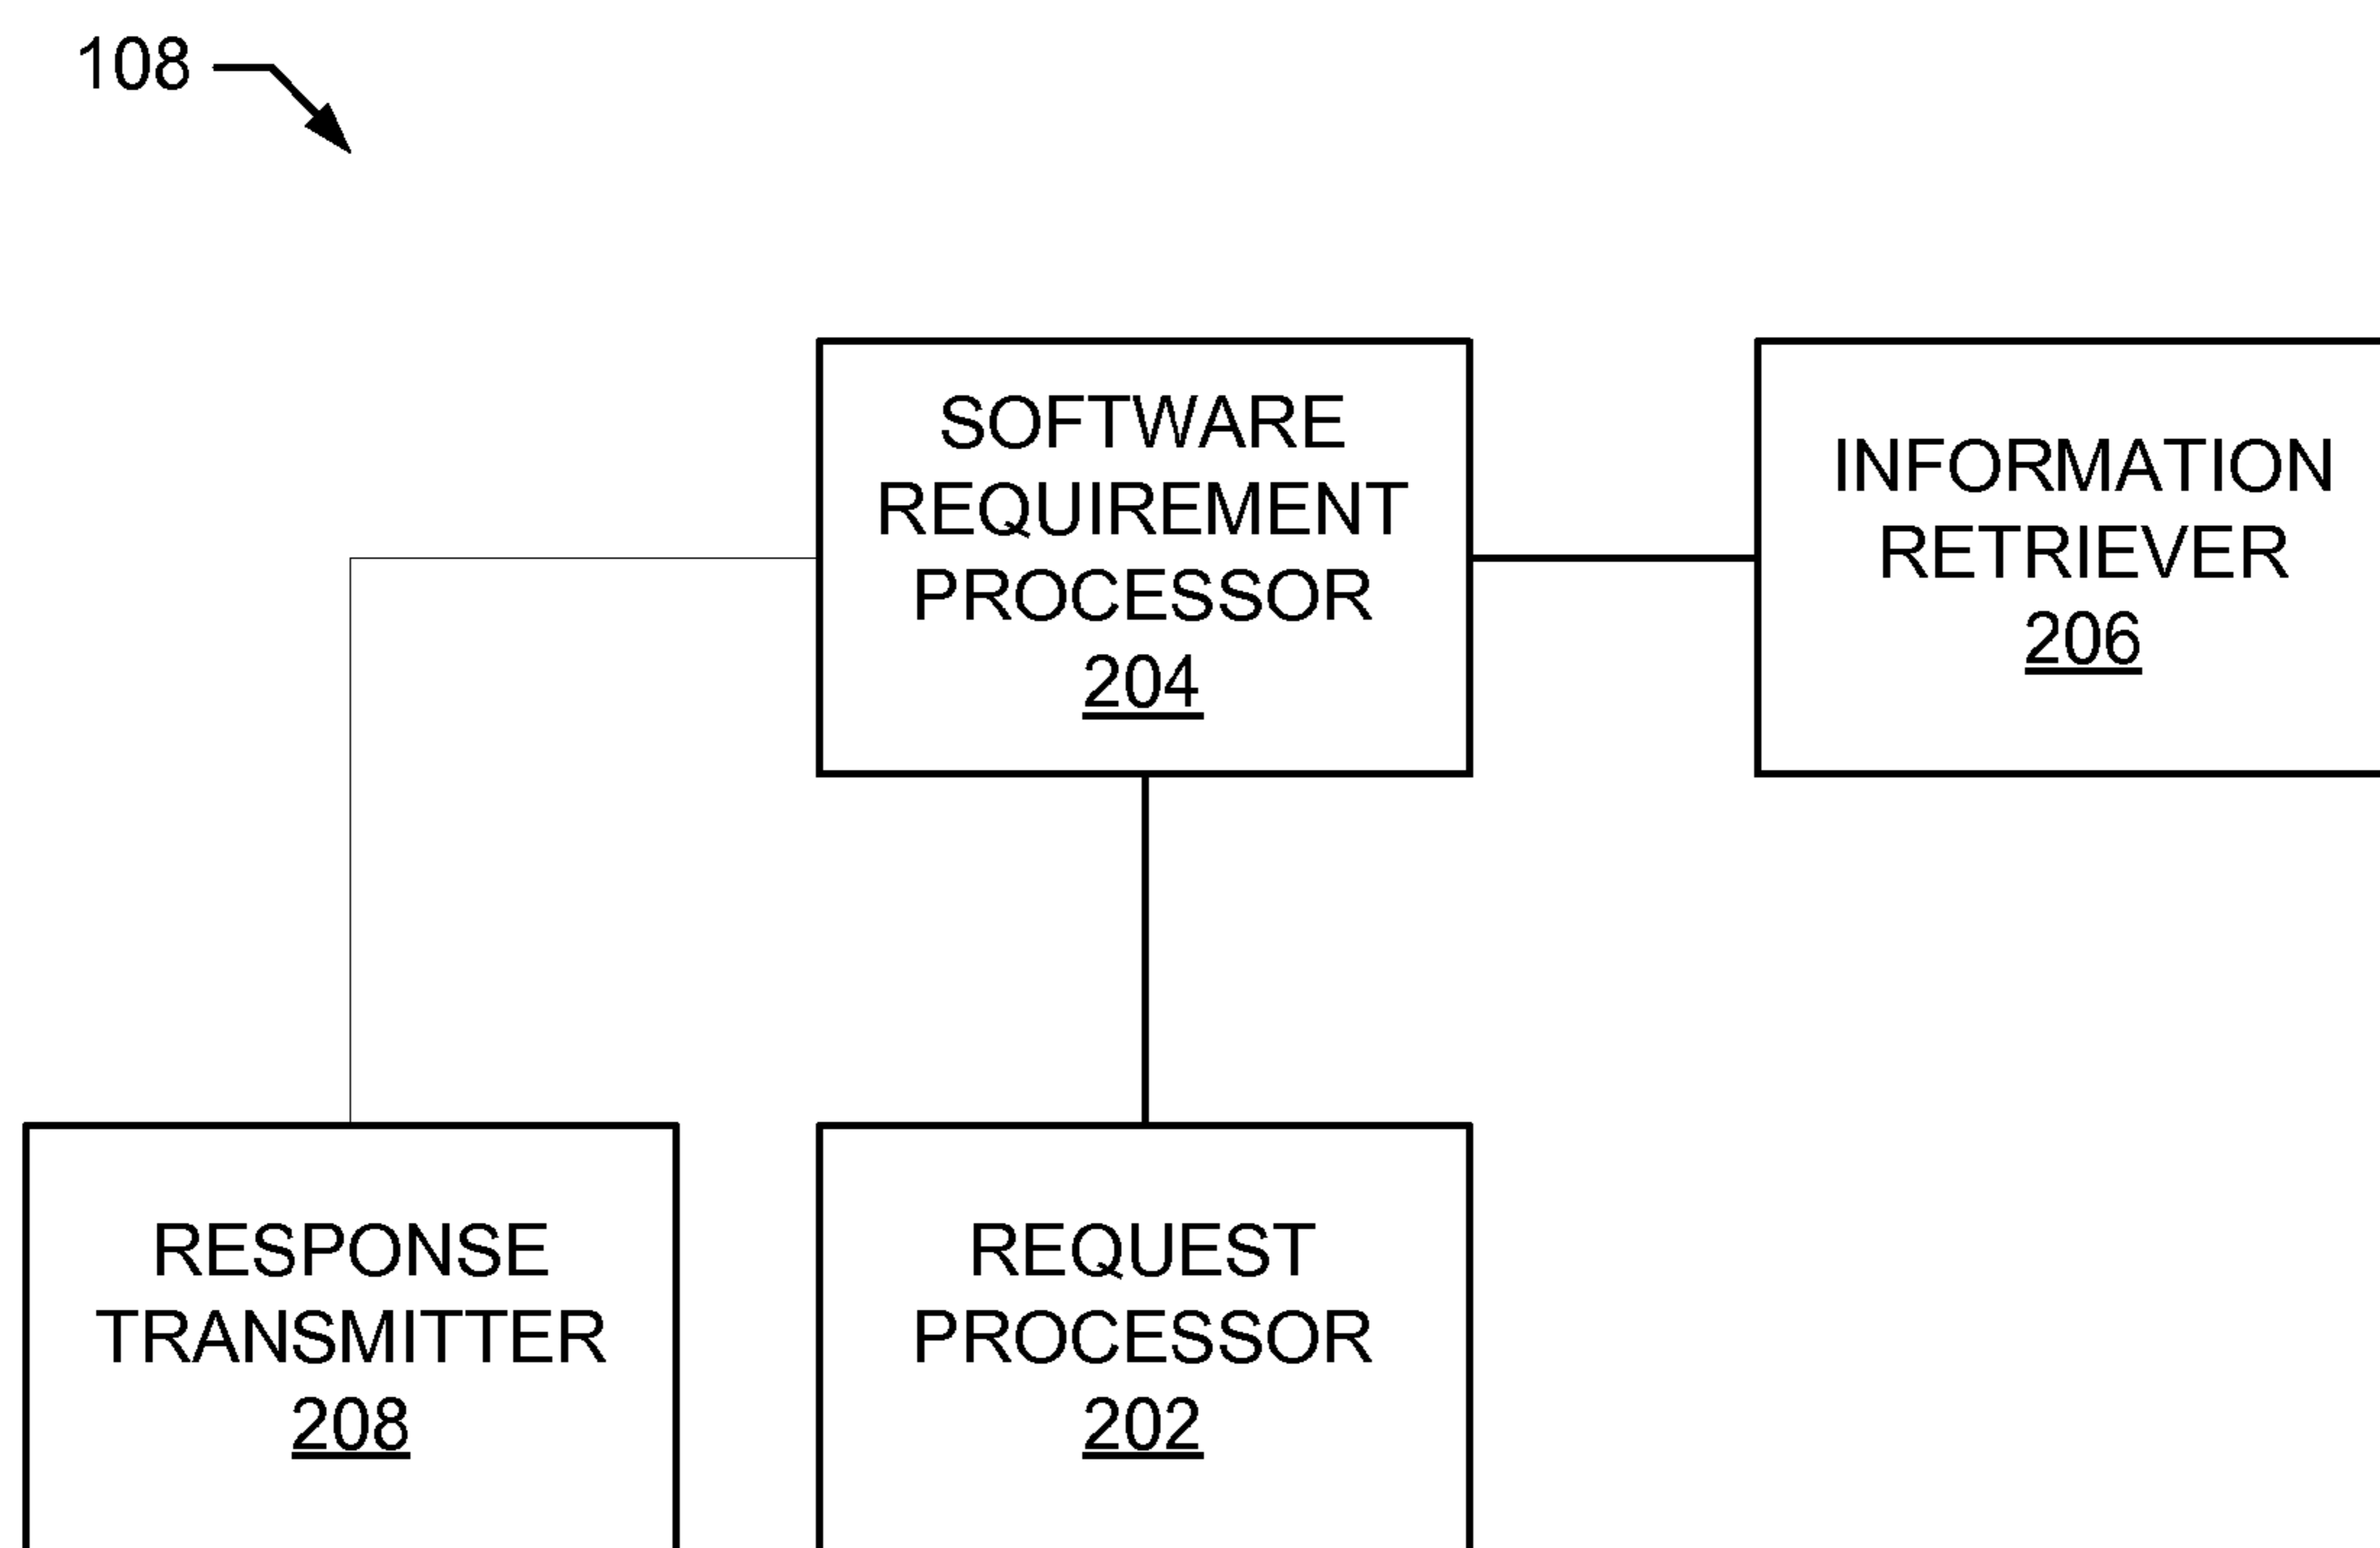 108
SOFTWARE
REQUIREMENT
PROCESSOR
204
INFORMATION
RETRIEVER
206
RESPONSE
TRANSMITTER
208
REQUEST
PROCESSOR
202